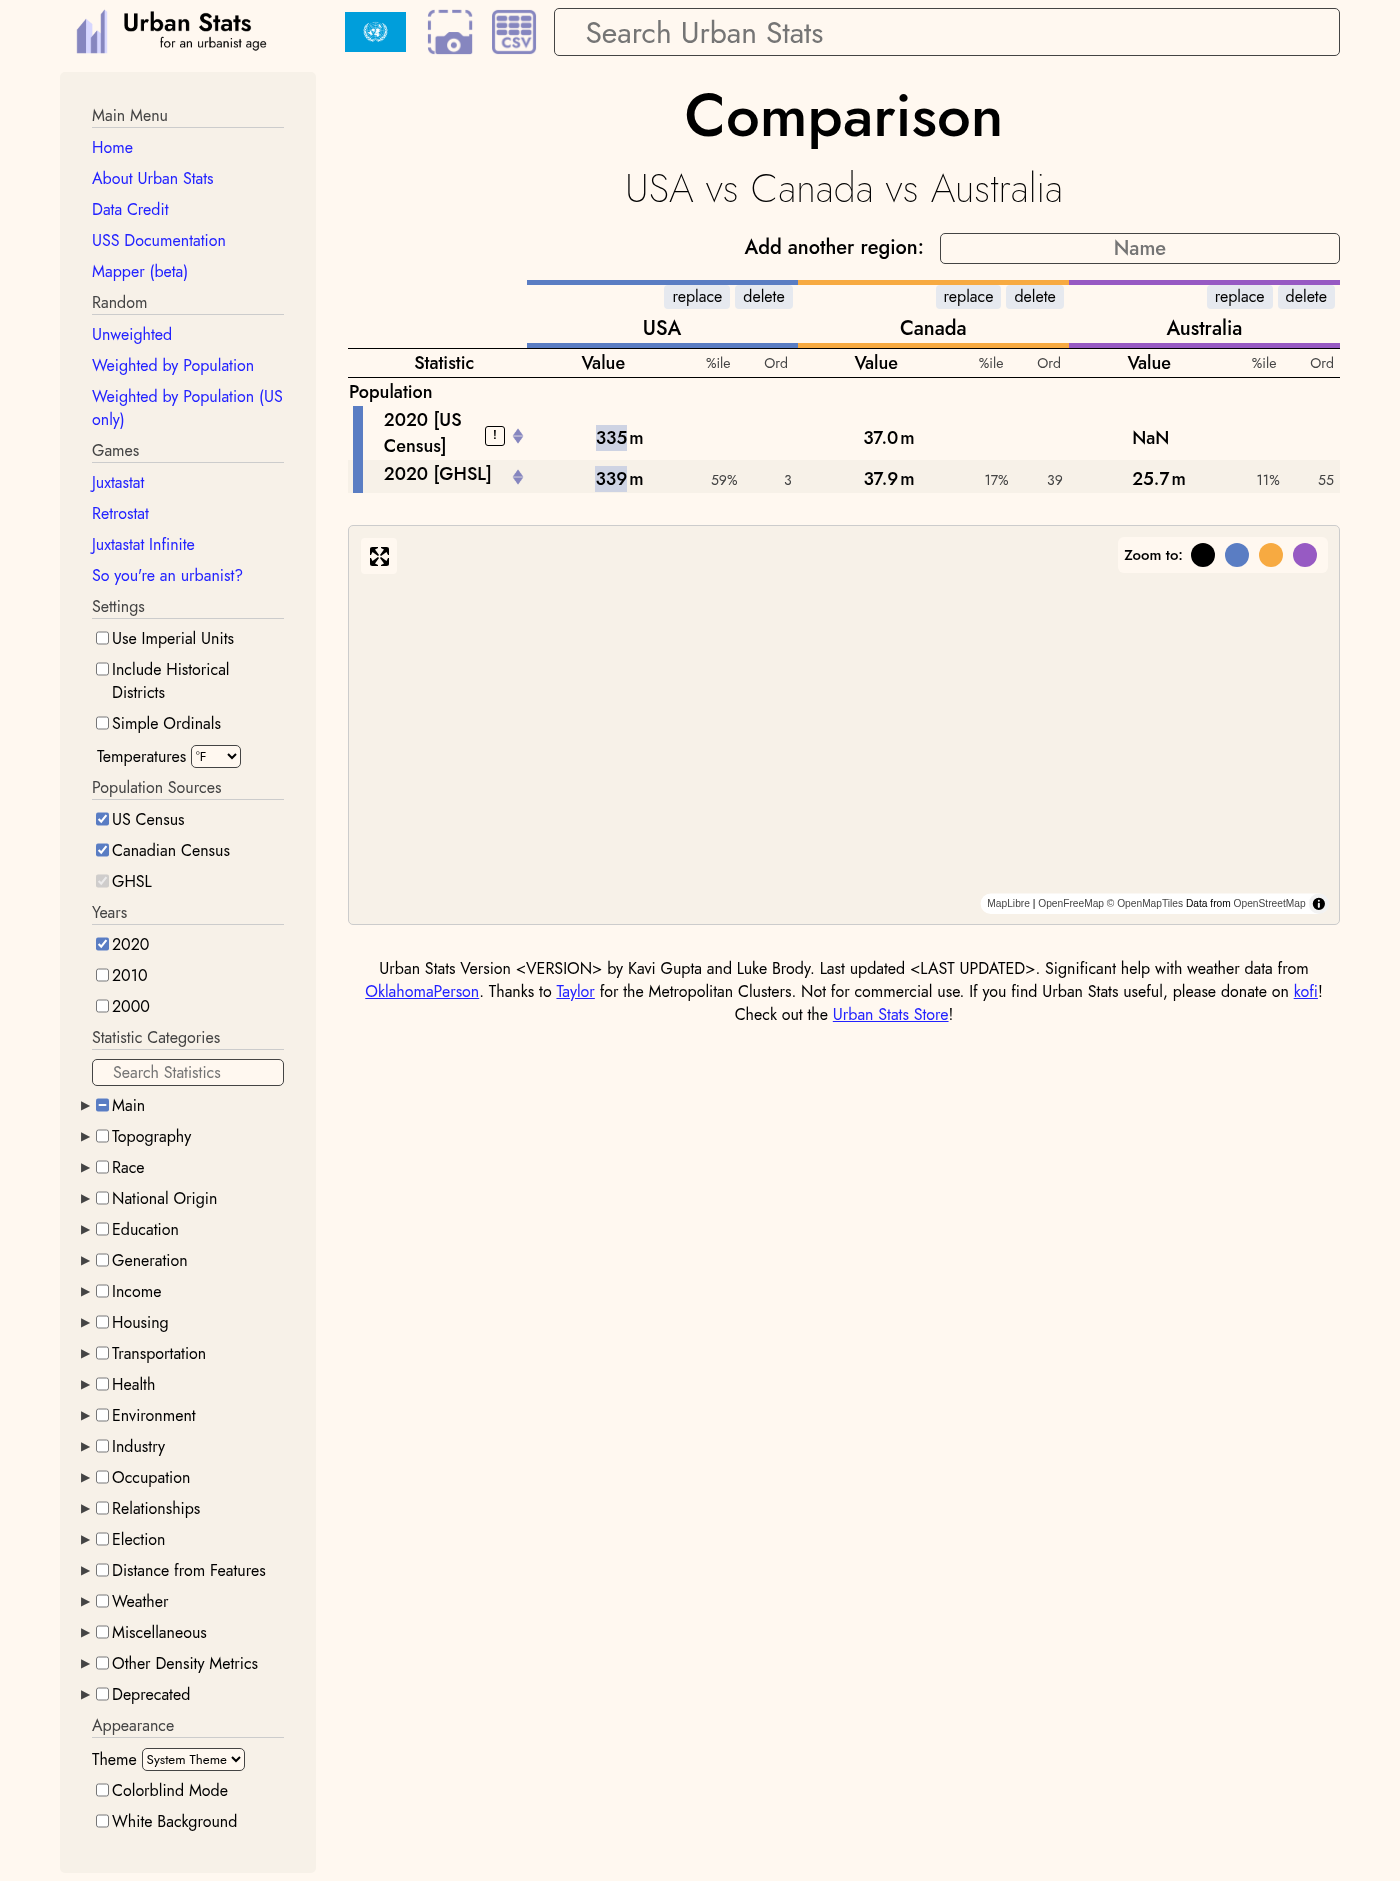 Urban Stats
for an urbanist age
CSV
Search Urban Stats
Main Menu
Home
About Urban Stats
Data Credit
USS Documentation
Mapper (beta)
Random
Unweighted
Weighted by Population
Weighted by Population (US
only)
Games
Juxtastat
Retrostat
Juxtastat Infinite
So you're an urbanist?
Settings
Use Imperial Units
Include Historical
Districts
Simple Ordinals
Temperatures °F
Population Sources
US Census
Canadian Census
GHSL
Years
2020
2010
2000
Statistic Categories
Search Statistics
Main
Topography
Race
National Origin
Education
Generation
Income
Housing
Transportation
Health
Environment
Industry
Occupation
Relationships
Election
Distance from Features
Weather
Miscellaneous
Other Density Metrics
Deprecated
Appearance
Theme System Theme
Colorblind Mode
White Background
Comparison
USA vs Canada vs Australia
Add another region: Name
replace delete replace delete replace delete
USA Canada Australia
Statistic Value %ile Ord Value %ile Ord Value %ile Ord
Population
2020 [US
Census] ! 335 m 37.0 m NaN
2020 [GHSL] 339 m 59% 3 37.9 m 17% 39 25.7 m 11% 55
Zoom to:
MapLibre | OpenFreeMap © OpenMapTiles Data from OpenStreetMap
Urban Stats Version <VERSION> by Kavi Gupta and Luke Brody. Last updated <LAST UPDATED>. Significant help with weather data from
OklahomaPerson. Thanks to Taylor for the Metropolitan Clusters. Not for commercial use. If you find Urban Stats useful, please donate on kofi!
Check out the Urban Stats Store!